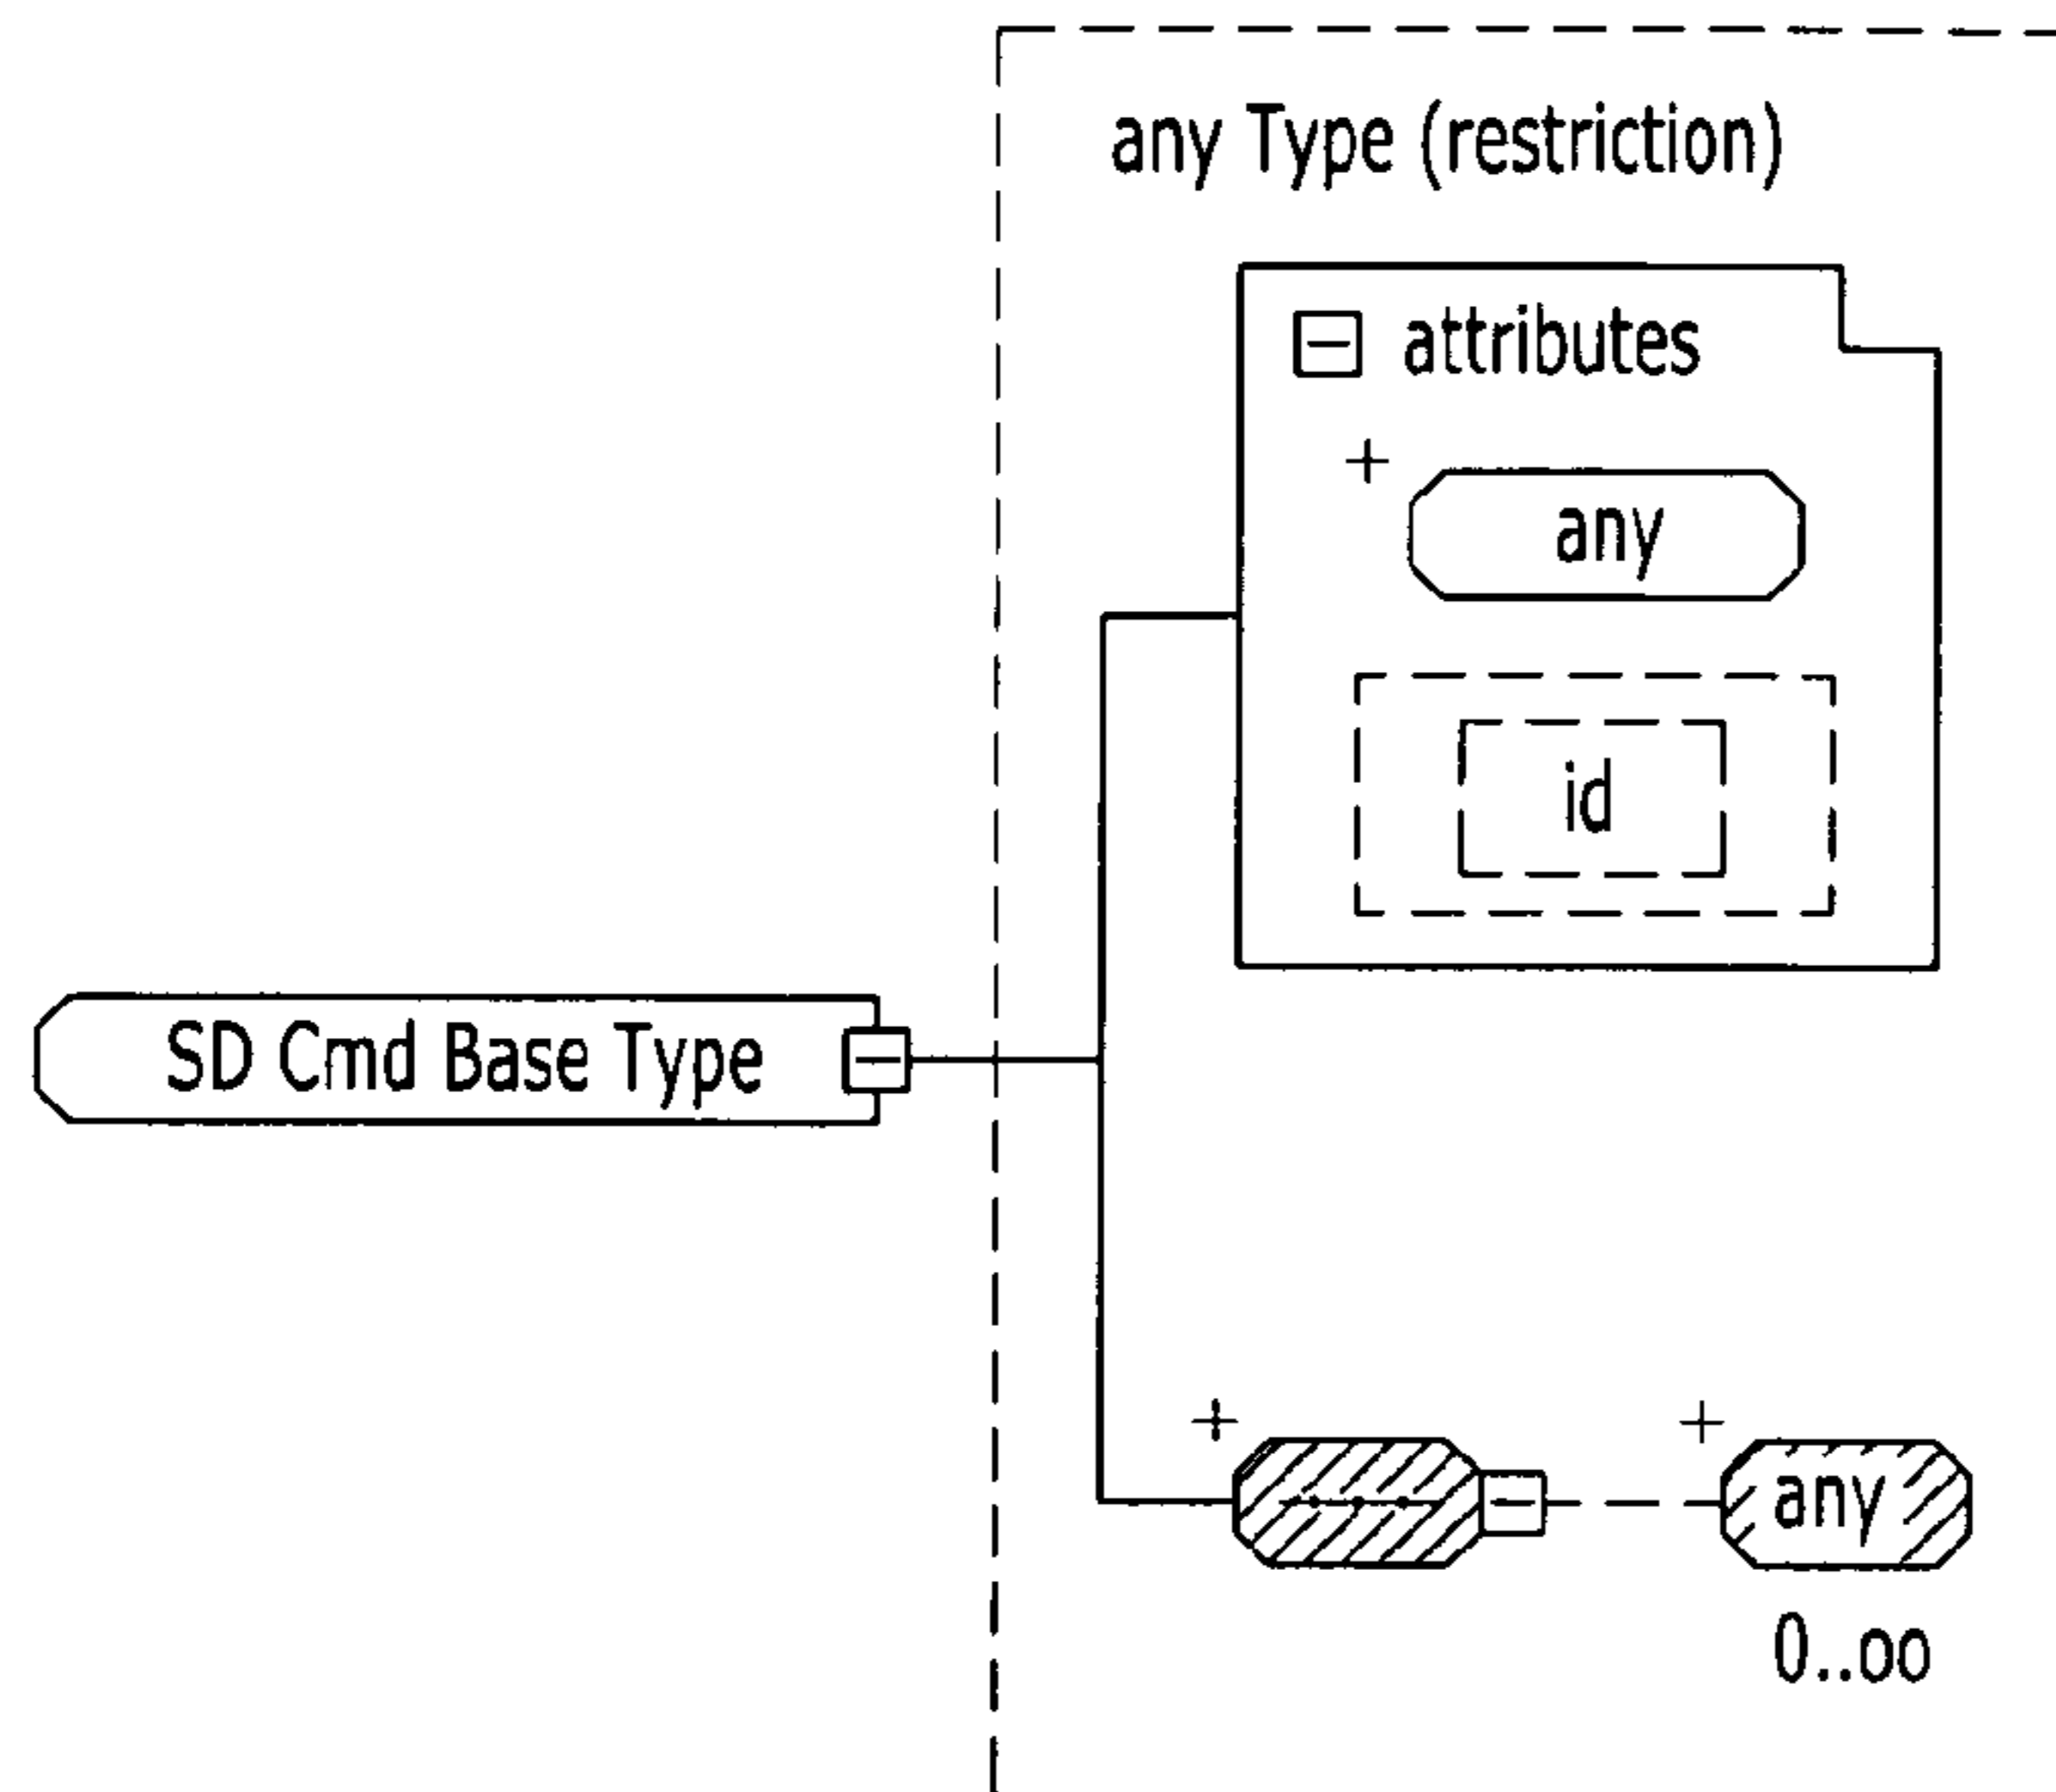 any Type (restriction)
attributes
any
id
SD Cmd Base Type
any
0..oo